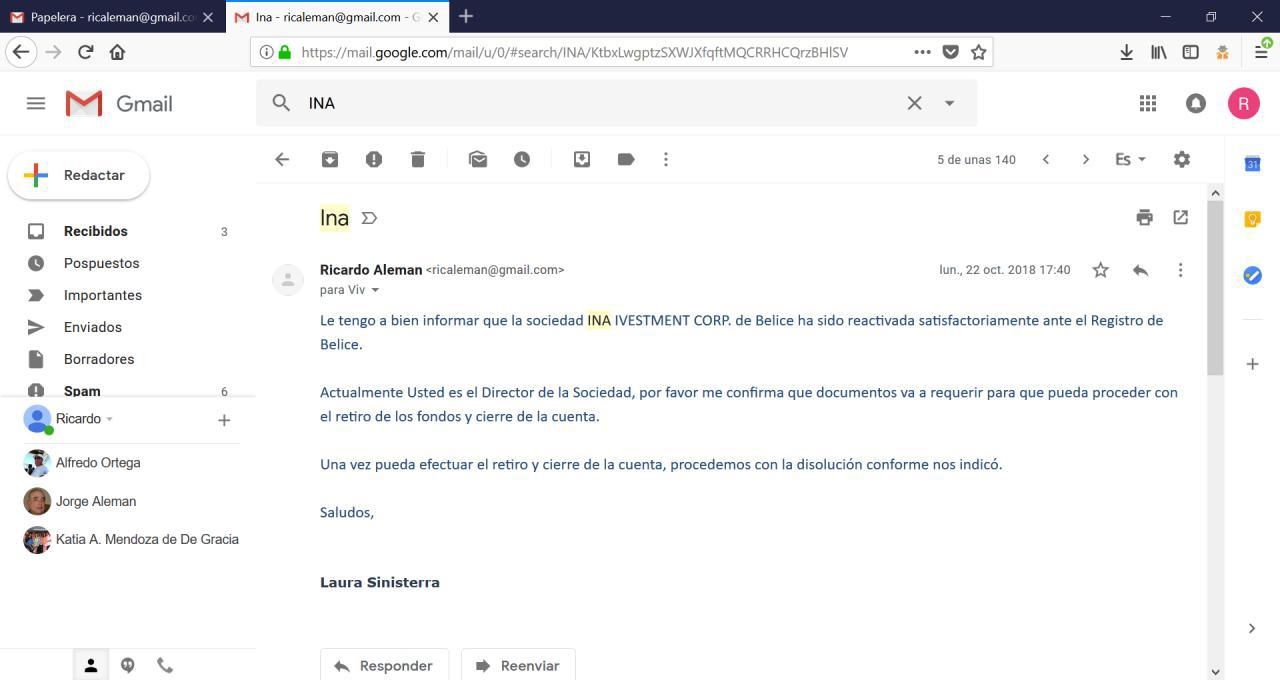 Papelera - ricaleman@gmail.co
Ina - ricaleman@gmail.com - G
https://mail.google.com/mail/u/0/#search/INA/KtbxLwgptzSXWJXfqftMQCRRHCQrzBHlSV
Gmail
INA
R
Redactar
5 de unas 140
Es
31
Recibidos 3
Pospuestos
Importantes
Enviados
Borradores
Spam 6
Ricardo
Alfredo Ortega
Jorge Aleman
Katia A. Mendoza de De Gracia
Ina
Ricardo Aleman <ricaleman@gmail.com>
lun., 22 oct. 2018 17:40
para Viv
Le tengo a bien informar que la sociedad INA IVESTMENT CORP. de Belice ha sido reactivada satisfactoriamente ante el Registro de
Belice.
Actualmente Usted es el Director de la Sociedad, por favor me confirma que documentos va a requerir para que pueda proceder con
el retiro de los fondos y cierre de la cuenta.
Una vez pueda efectuar el retiro y cierre de la cuenta, procedemos con la disolución conforme nos indicó.
Saludos,
Laura Sinisterra
Responder
Reenviar